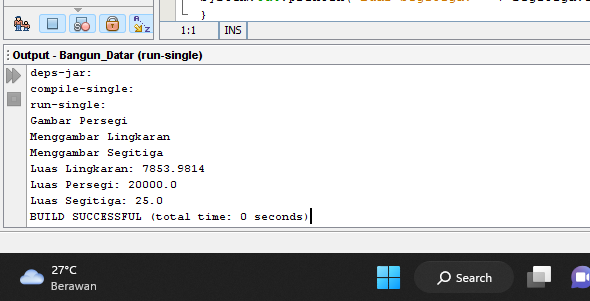 1:1 INS
Output - Bangun_Datar (run-single)
deps-jar:
compile-single:
run-single:
Gambar Persegi
Menggambar Lingkaran
Menggambar Segitiga
Luas Lingkaran: 7853.9814
Luas Persegi: 20000.0
Luas Segitiga: 25.0
BUILD SUCCESSFUL (total time: 0 seconds)
27°C
Berawan
Search